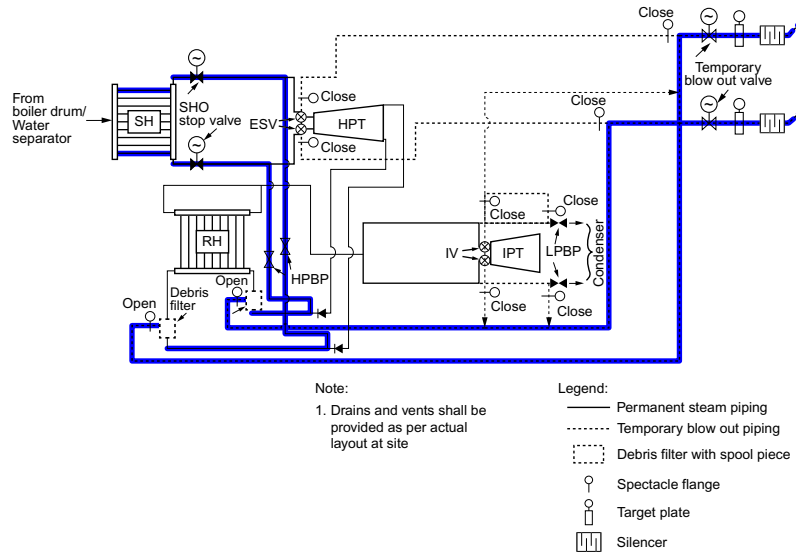 Close
Close
Temporary
blow out valve
Close
From
boiler drum/
Water
separator
SHO
stop valve
SH
ESV
HPT
Close
Close
RH
Close
Close
IV
IPT
LPBP
Condenser
HPBP
Open
Open
Debris
filter
Close
Close
Note:
1. Drains and vents shall be
provided as per actual
layout at site
Legend:
Permanent steam piping
Temporary blow out piping
Debris filter with spool piece
Spectacle flange
Target plate
Silencer